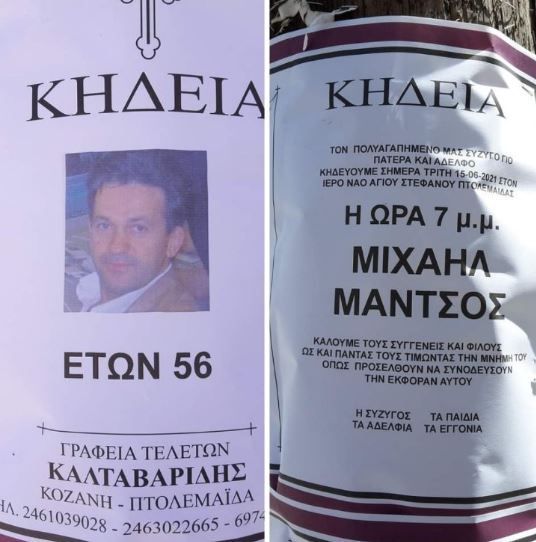 ΚΗΔΕΙΑ
ΕΤΩΝ 56
ΓΡΑΦΕΙΑ ΤΕΛΕΤΩΝ
ΚΑΛΤΑΒΑΡΙΔΗΣ
ΚΟΖΑΝΗ - ΠΤΟΛΕΜΑΪΔΑ
ΗΛ. 2461039028 - 2463022665 - 6974
ΚΗΔΕΙΑ
ΤΟΝ ΠΟΛΥΑΓΑΠΗΜΕΝΟ ΜΑΣ ΣΥΖΥΓΟ ΓΙΟ
ΠΑΤΕΡΑ ΚΑΙ ΑΔΕΛΦΟ
ΚΗΔΕΥΟΥΜΕ ΣΗΜΕΡΑ ΤΡΙΤΗ 15-06-2021 ΣΤΟΝ
ΙΕΡΟ ΝΑΟ ΑΓΙΟΥ ΣΤΕΦΑΝΟΥ ΠΤΟΛΕΜΑΙΔΑΣ
Η ΩΡΑ 7 μ.μ.
ΜΙΧΑΗΛ
ΜΑΝΤΣΟΣ
ΚΑΛΟΥΜΕ ΤΟΥΣ ΣΥΓΓΕΝΕΙΣ ΚΑΙ ΦΙΛΟΥΣ
ΩΣ ΚΑΙ ΠΑΝΤΑΣ ΤΟΥΣ ΤΙΜΩΝΤΑΣ ΤΗΝ ΜΝΗΜΗ ΤΟΥ
ΟΠΩΣ ΠΡΟΣΕΛΘΟΥΝ ΝΑ ΣΥΝΟΔΕΥΣΟΥΝ
ΤΗΝ ΕΚΦΟΡΑΝ ΑΥΤΟΥ
Η ΣΥΖΥΓΟΣ ΤΑ ΠΑΙΔΙΑ
ΤΑ ΑΔΕΛΦΙΑ ΤΑ ΕΓΓΟΝΙΑ